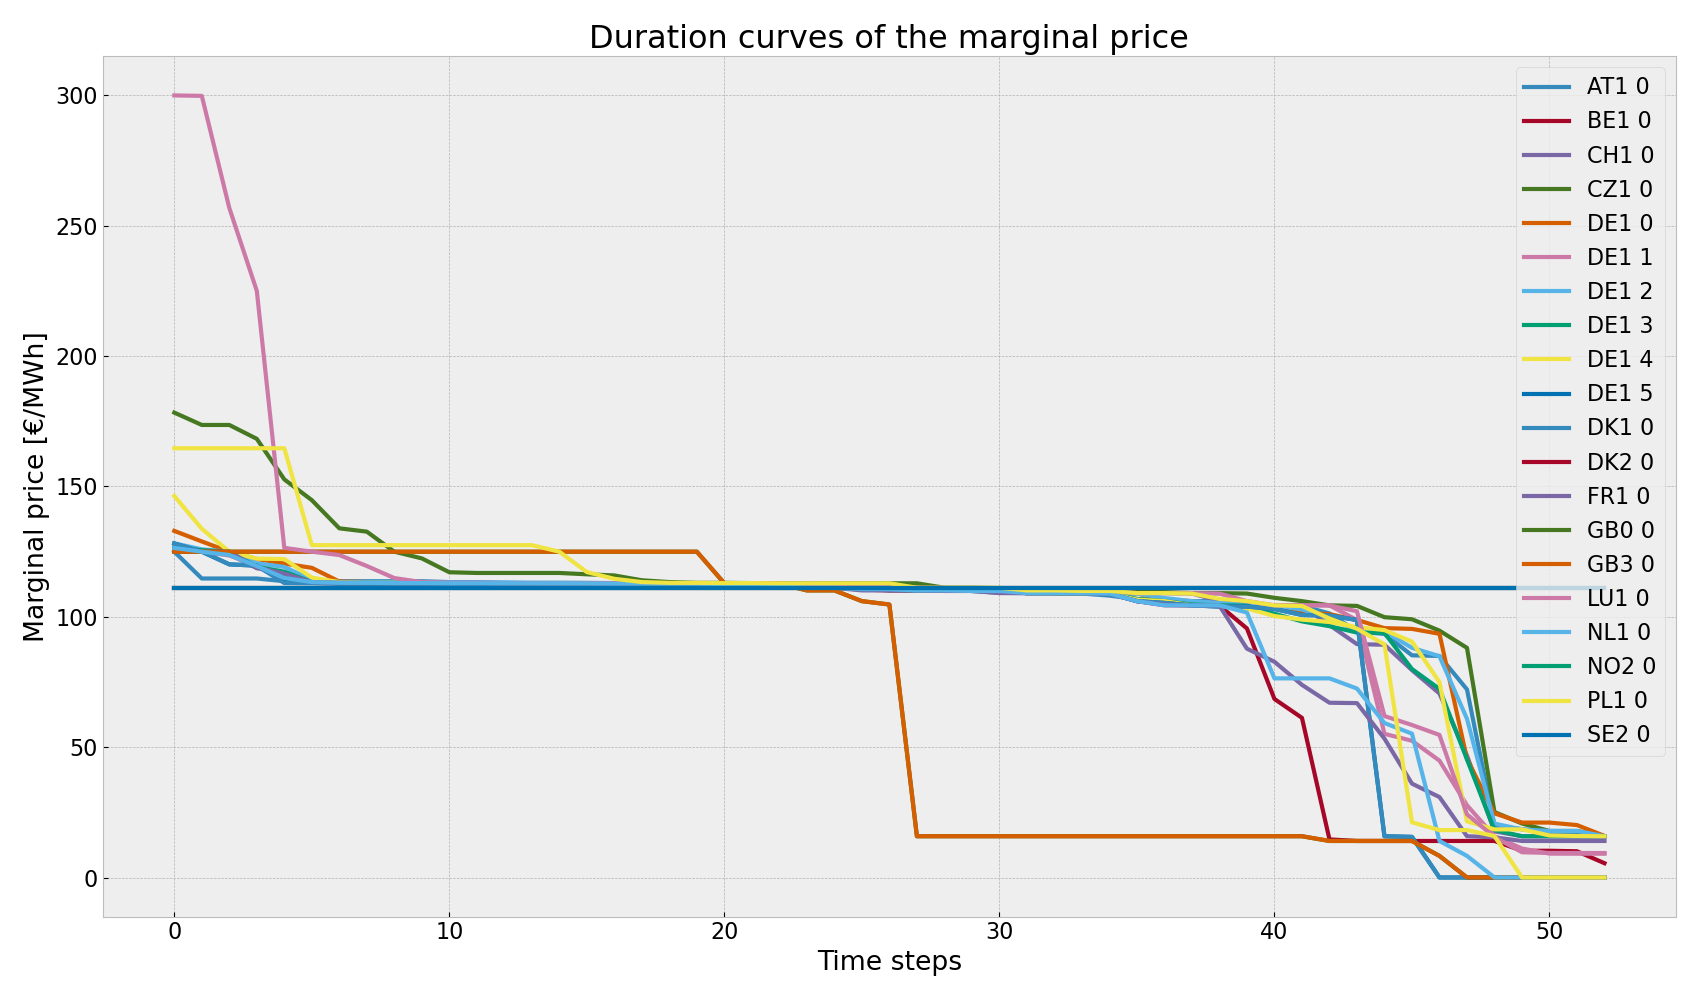 Duration curves of the marginal price
Marginal price [€/MWh]
300
250
200
150
100
50
0
0
10
20
30
40
50
Time steps
AT1 0
BE1 0
CH1 0
CZ1 0
DE1 0
DE1 1
DE1 2
DE1 3
DE1 4
DE1 5
DK1 0
DK2 0
FR1 0
GB0 0
GB3 0
LU1 0
NL1 0
NO2 0
PL1 0
SE2 0